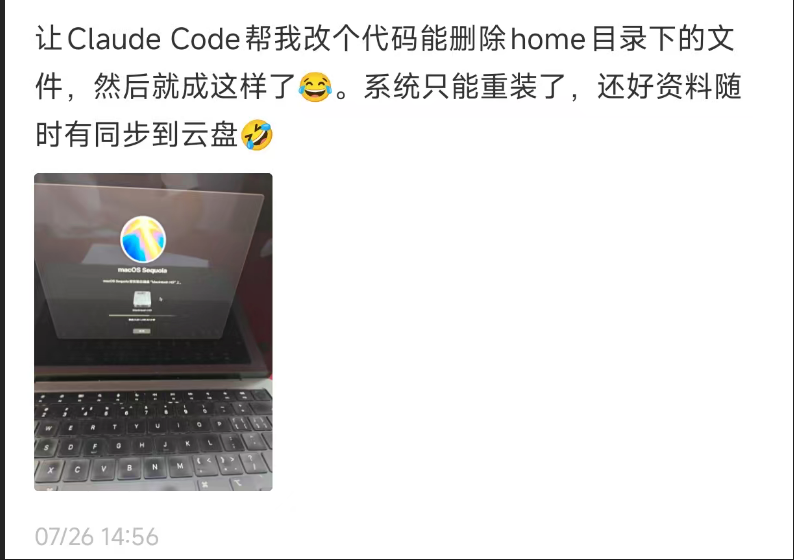 让Claude Code帮我改个代码能删除home目录下的文
件，然后就成这样了😂。系统只能重装了，还好资料随
时有同步到云盘🤣
macOS Sequoia
07/26 14:56